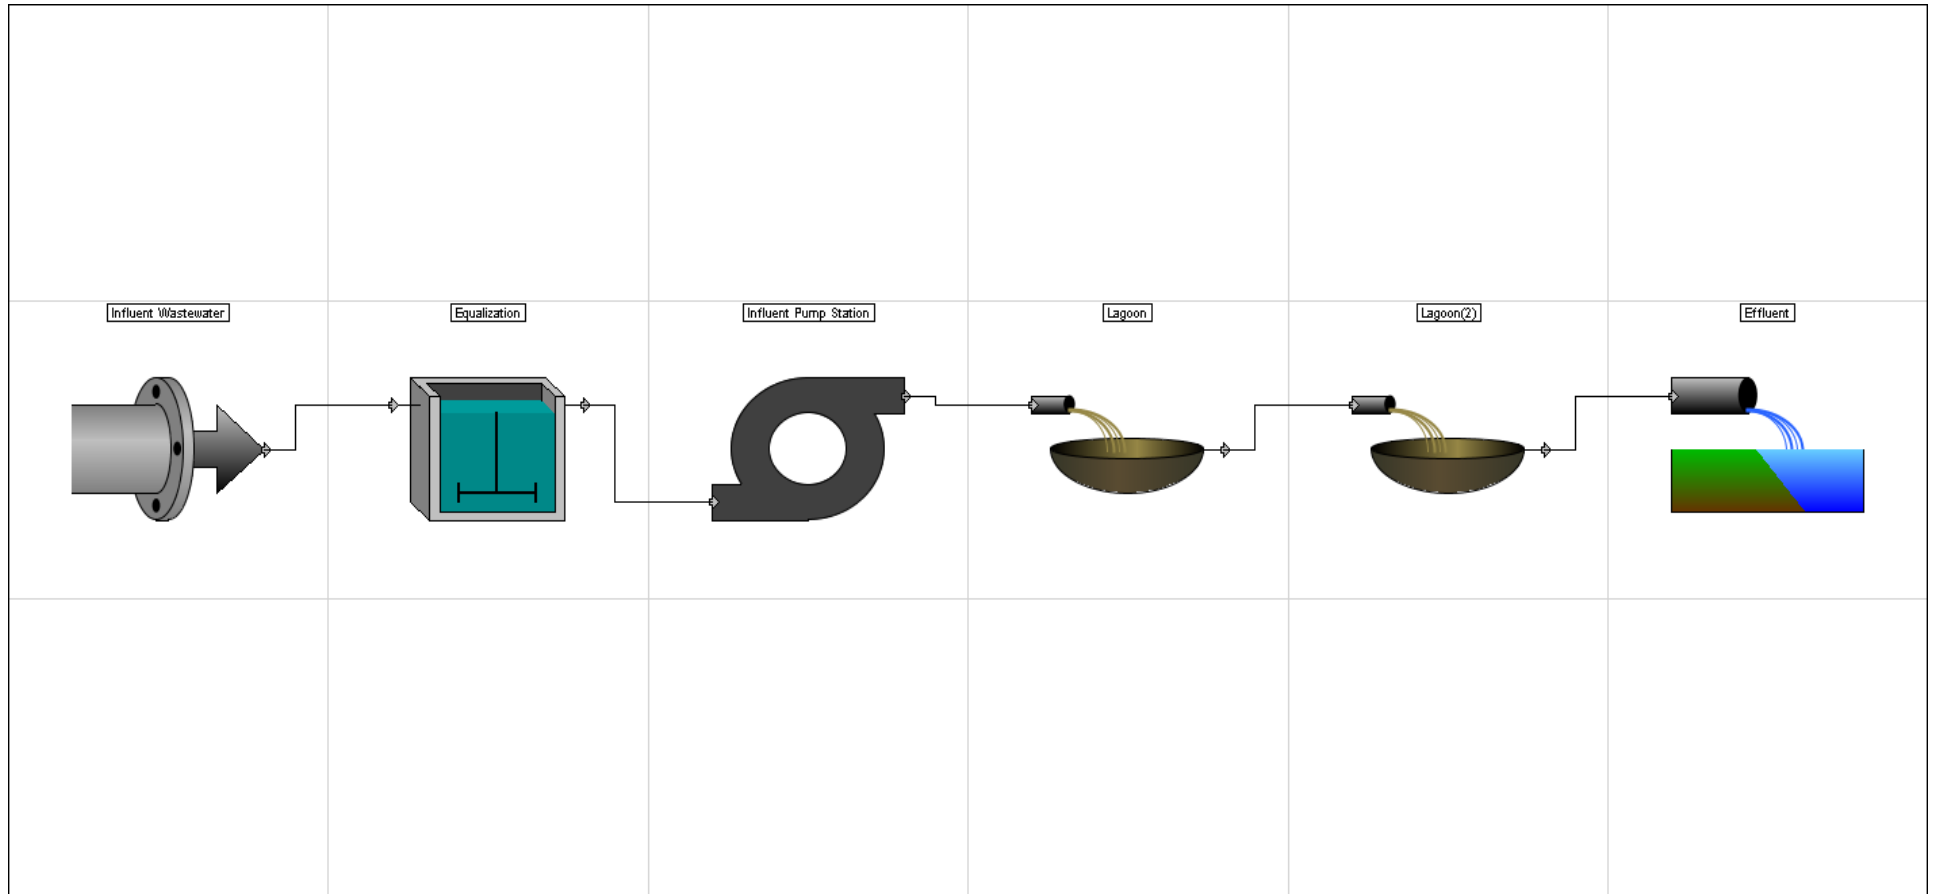 Influent Wastewater
Equalization
Influent Pump Station
Lagoon
Lagoon(2)
Effluent